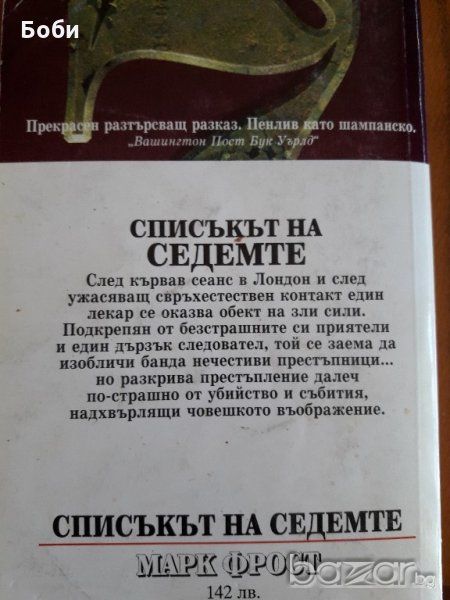 Боби
Прекрасен разтърсващ разказ. Пенлив като шампанско.
„Вашингтон Пост Бук Уърлд"
СПИСЪКЪТ НА
СЕДЕМТЕ
След кървав сеанс в Лондон и след
ужасяващ свръхестествен контакт един
лекар се оказва обект на зли сили.
Подкрепян от безстрашните си приятели
и един дързък следовател, той се заема да
изобличи банда нечестиви престъпници...
но разкрива престъпление далеч
по-страшно от убийство и събития,
надхвърлящи човешкото въображение.
СПИСЪКЪТ НА СЕДЕМТЕ
МАРК ФРОСТ
142 лв.
bazar.bg